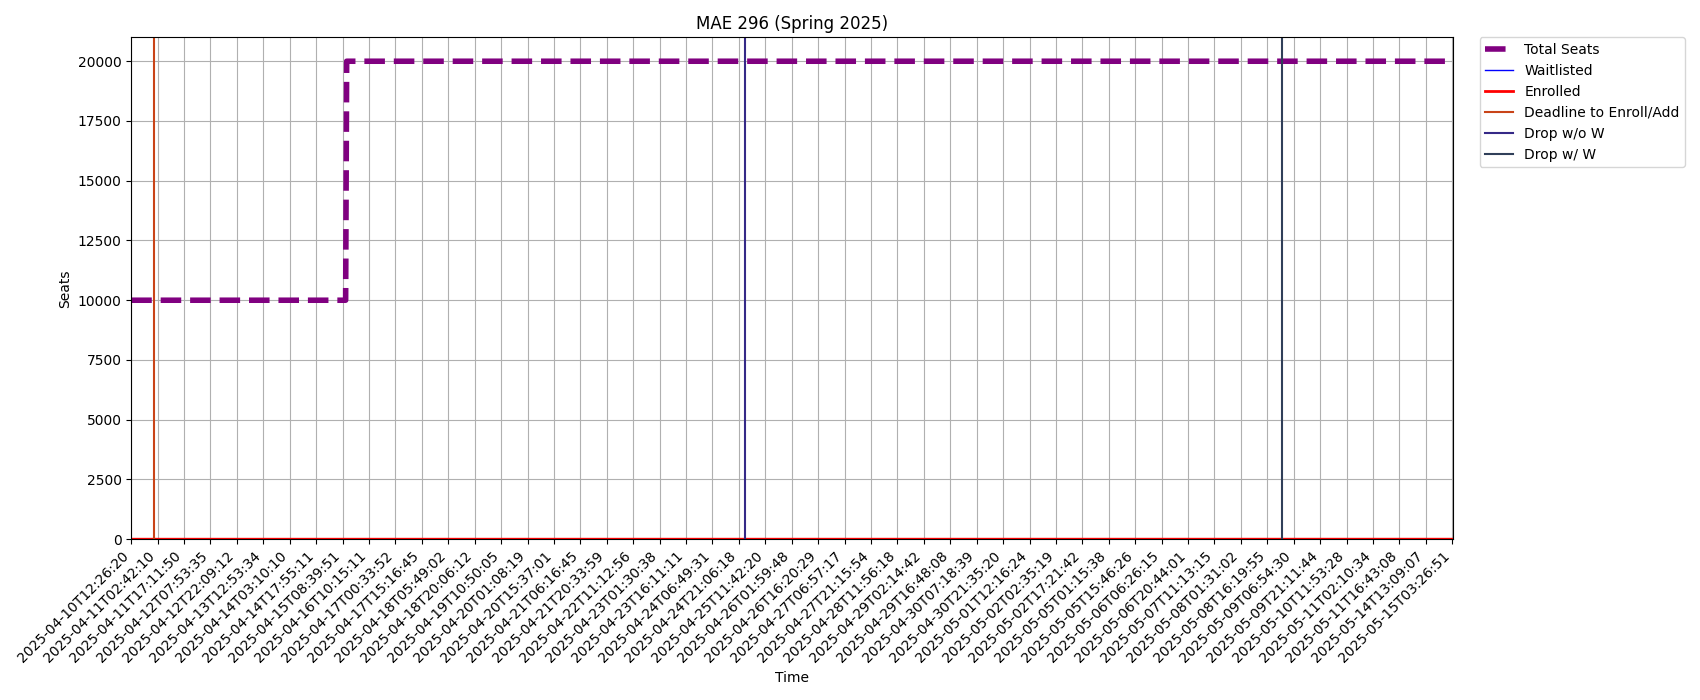 MAE 296 (Spring 2025)
Total Seats
Waitlisted
Enrolled
Deadline to Enroll/Add
Drop w/o W
Drop w/ W
Seats
20000
17500
15000
12500
10000
7500
5000
2500
0
2025-04-10T12:26:20
2025-04-11T02:42:10
2025-04-11T17:11:50
2025-04-12T07:53:35
2025-04-12T22:09:12
2025-04-13T12:53:34
2025-04-14T03:10:10
2025-04-14T17:55:11
2025-04-15T08:39:51
2025-04-16T10:15:11
2025-04-17T00:33:52
2025-04-17T15:16:45
2025-04-18T05:49:02
2025-04-18T20:06:12
2025-04-19T10:50:05
2025-04-20T01:08:19
2025-04-20T15:37:01
2025-04-21T06:16:45
2025-04-21T20:33:59
2025-04-22T11:12:56
2025-04-23T01:30:38
2025-04-23T16:11:11
2025-04-24T06:49:31
2025-04-24T21:06:18
2025-04-25T11:42:20
2025-04-26T01:59:48
2025-04-26T16:20:29
2025-04-27T06:57:17
2025-04-27T21:15:54
2025-04-28T11:56:18
2025-04-29T02:14:42
2025-04-29T16:48:08
2025-04-30T07:18:39
2025-04-30T21:35:20
2025-05-01T12:16:24
2025-05-02T02:35:19
2025-05-02T17:21:42
2025-05-05T01:15:38
2025-05-05T15:46:26
2025-05-06T06:26:15
2025-05-06T20:44:01
2025-05-07T11:13:15
2025-05-08T01:31:02
2025-05-08T16:19:55
2025-05-09T06:54:30
2025-05-09T21:11:44
2025-05-10T11:53:28
2025-05-11T02:10:34
2025-05-11T16:43:08
2025-05-14T13:09:07
2025-05-15T03:26:51
Time